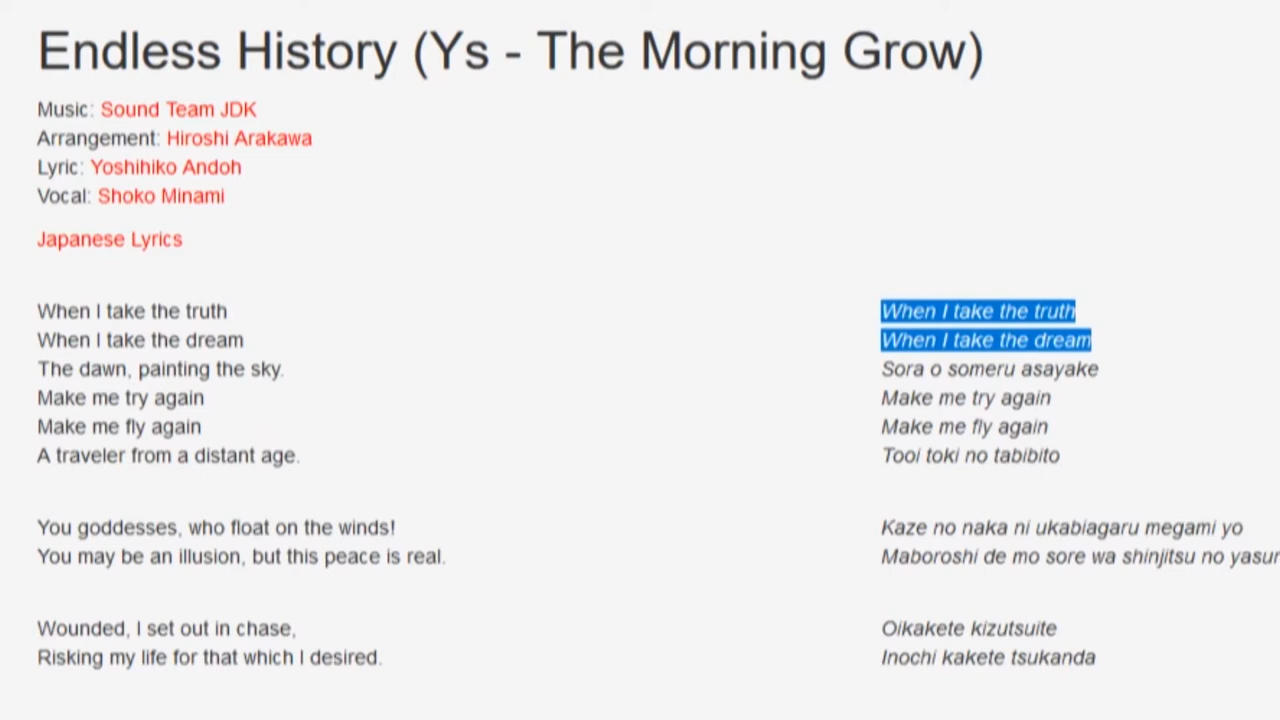 Endless History (Ys - The Morning Grow)
Music: Sound Team JDK
Arrangement: Hiroshi Arakawa
Lyric: Yoshihiko Andoh
Vocal: Shoko Minami
Japanese Lyrics
When I take the truth
When I take the dream
The dawn, painting the sky.
Make me try again
Make me fly again
A traveler from a distant age.
You goddesses, who float on the winds!
You may be an illusion, but this peace is real.
Wounded, I set out in chase,
Risking my life for that which I desired.
When I take the truth
When I take the dream
Sora o someru asayake
Make me try again
Make me fly again
Tooi toki no tabibito
Kaze no naka ni ukabiagaru megami yo
Maboroshi de mo sore wa shinjitsu no
Oikakete kizutsuite
Inochi kakete tsukanda